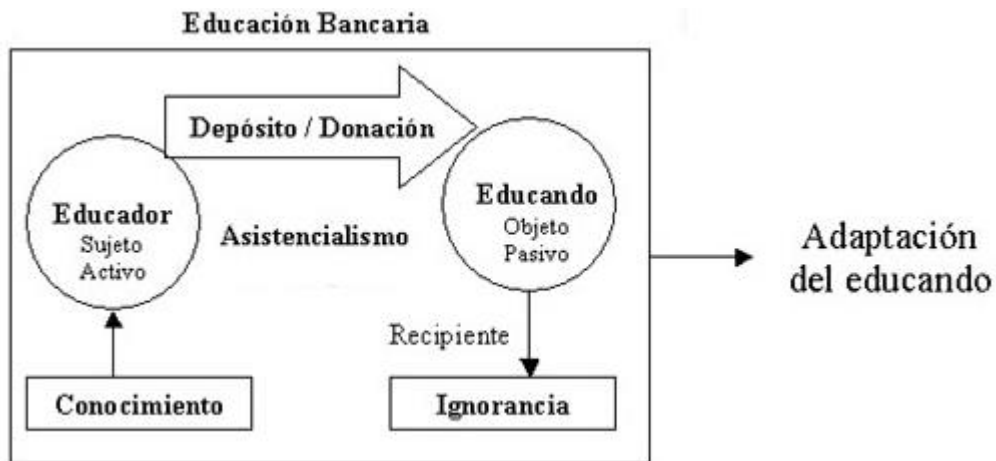 Educación Bancaria
Depósito / Donación
Educador
Sujeto
Activo
Asistencialismo
Educando
Objeto
Pasivo
Adaptación
del educando
Recipiente
Conocimiento
Ignorancia